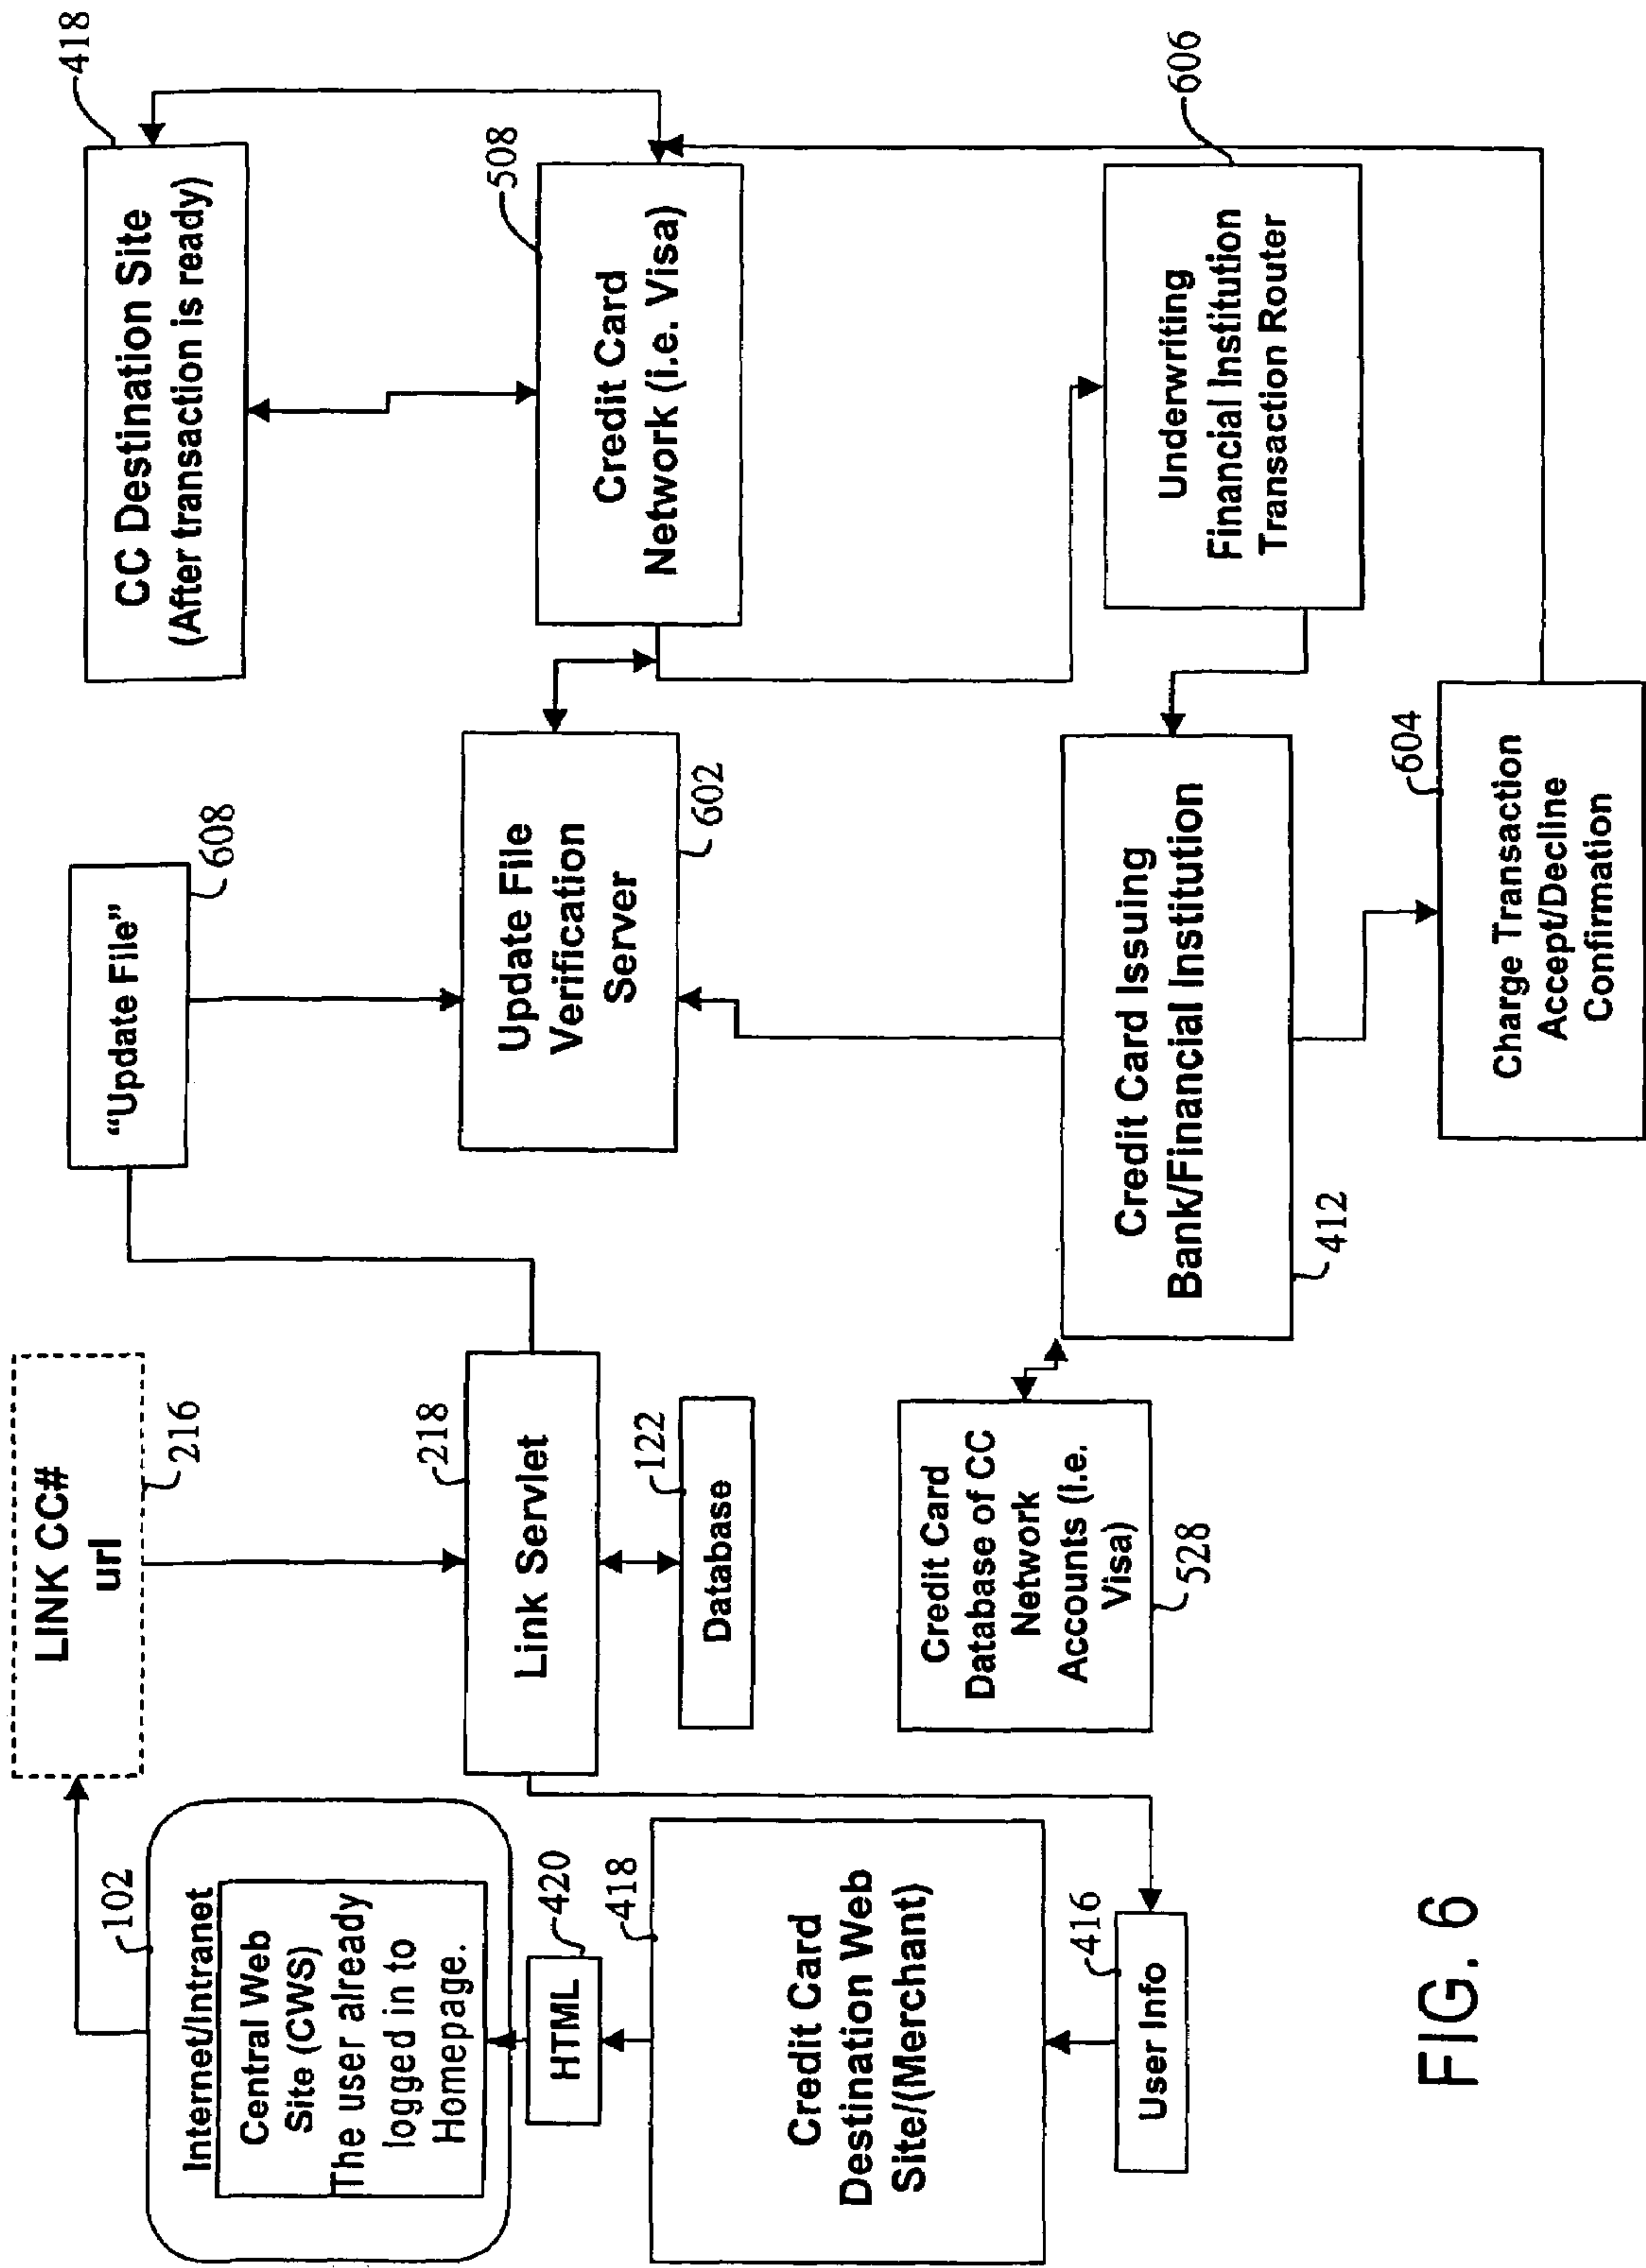 LINK CC#
url
216
102
Internet/Intranet
Central Web
Site (CWS)
The user already
logged in to
Homepage.
HTML
420
418
Credit Card
Destination Web
Site/(Merchant)
416
User Info
218
Link Servlet
122
Database
"Update File"
608
Update File
Verification
Server
602
CC Destination Site
(After transaction is ready)
418
508
Credit Card
Network (i.e. Visa)
Credit Card
Database of CC
Network
Accounts (i.e.
Visa)
528
Credit Card Issuing
Bank/Financial Institution
412
Underwriting
Financial Institution
Transaction Router
606
604
Charge Transaction
Accept/Decline
Confirmation
FIG. 6